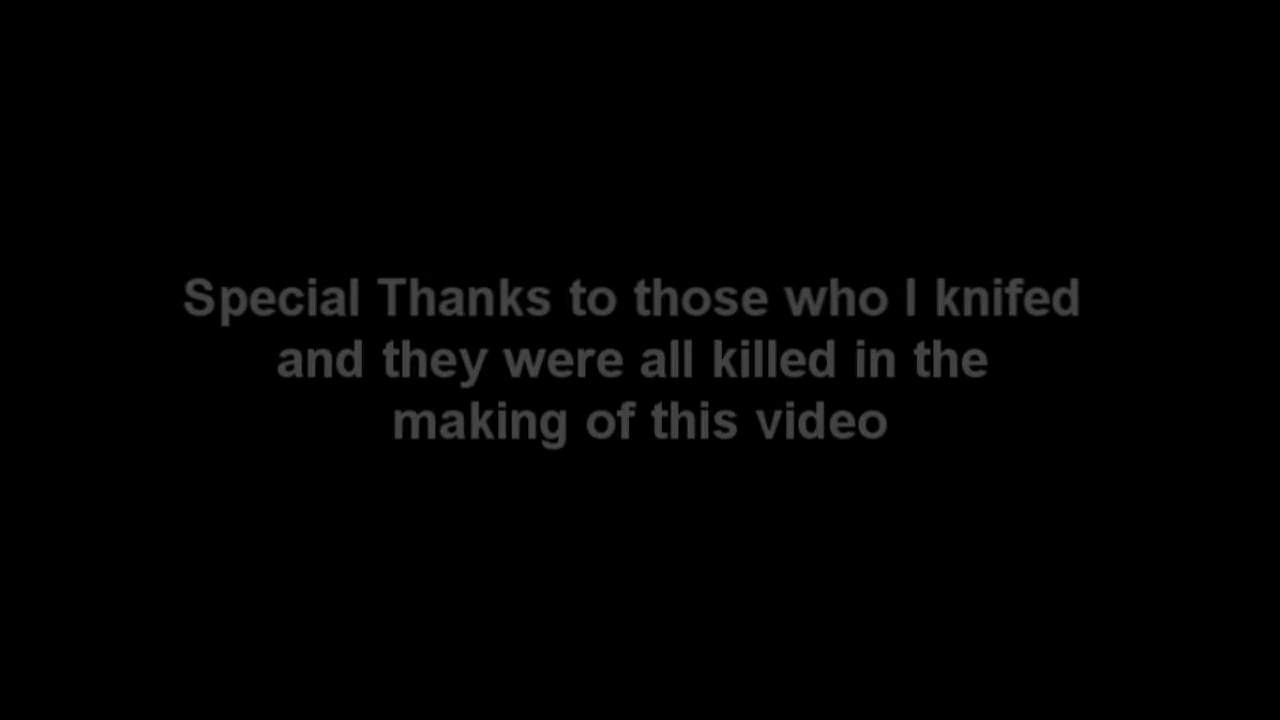 Special Thanks to those who I knifed
and they were all killed in the
making of this video